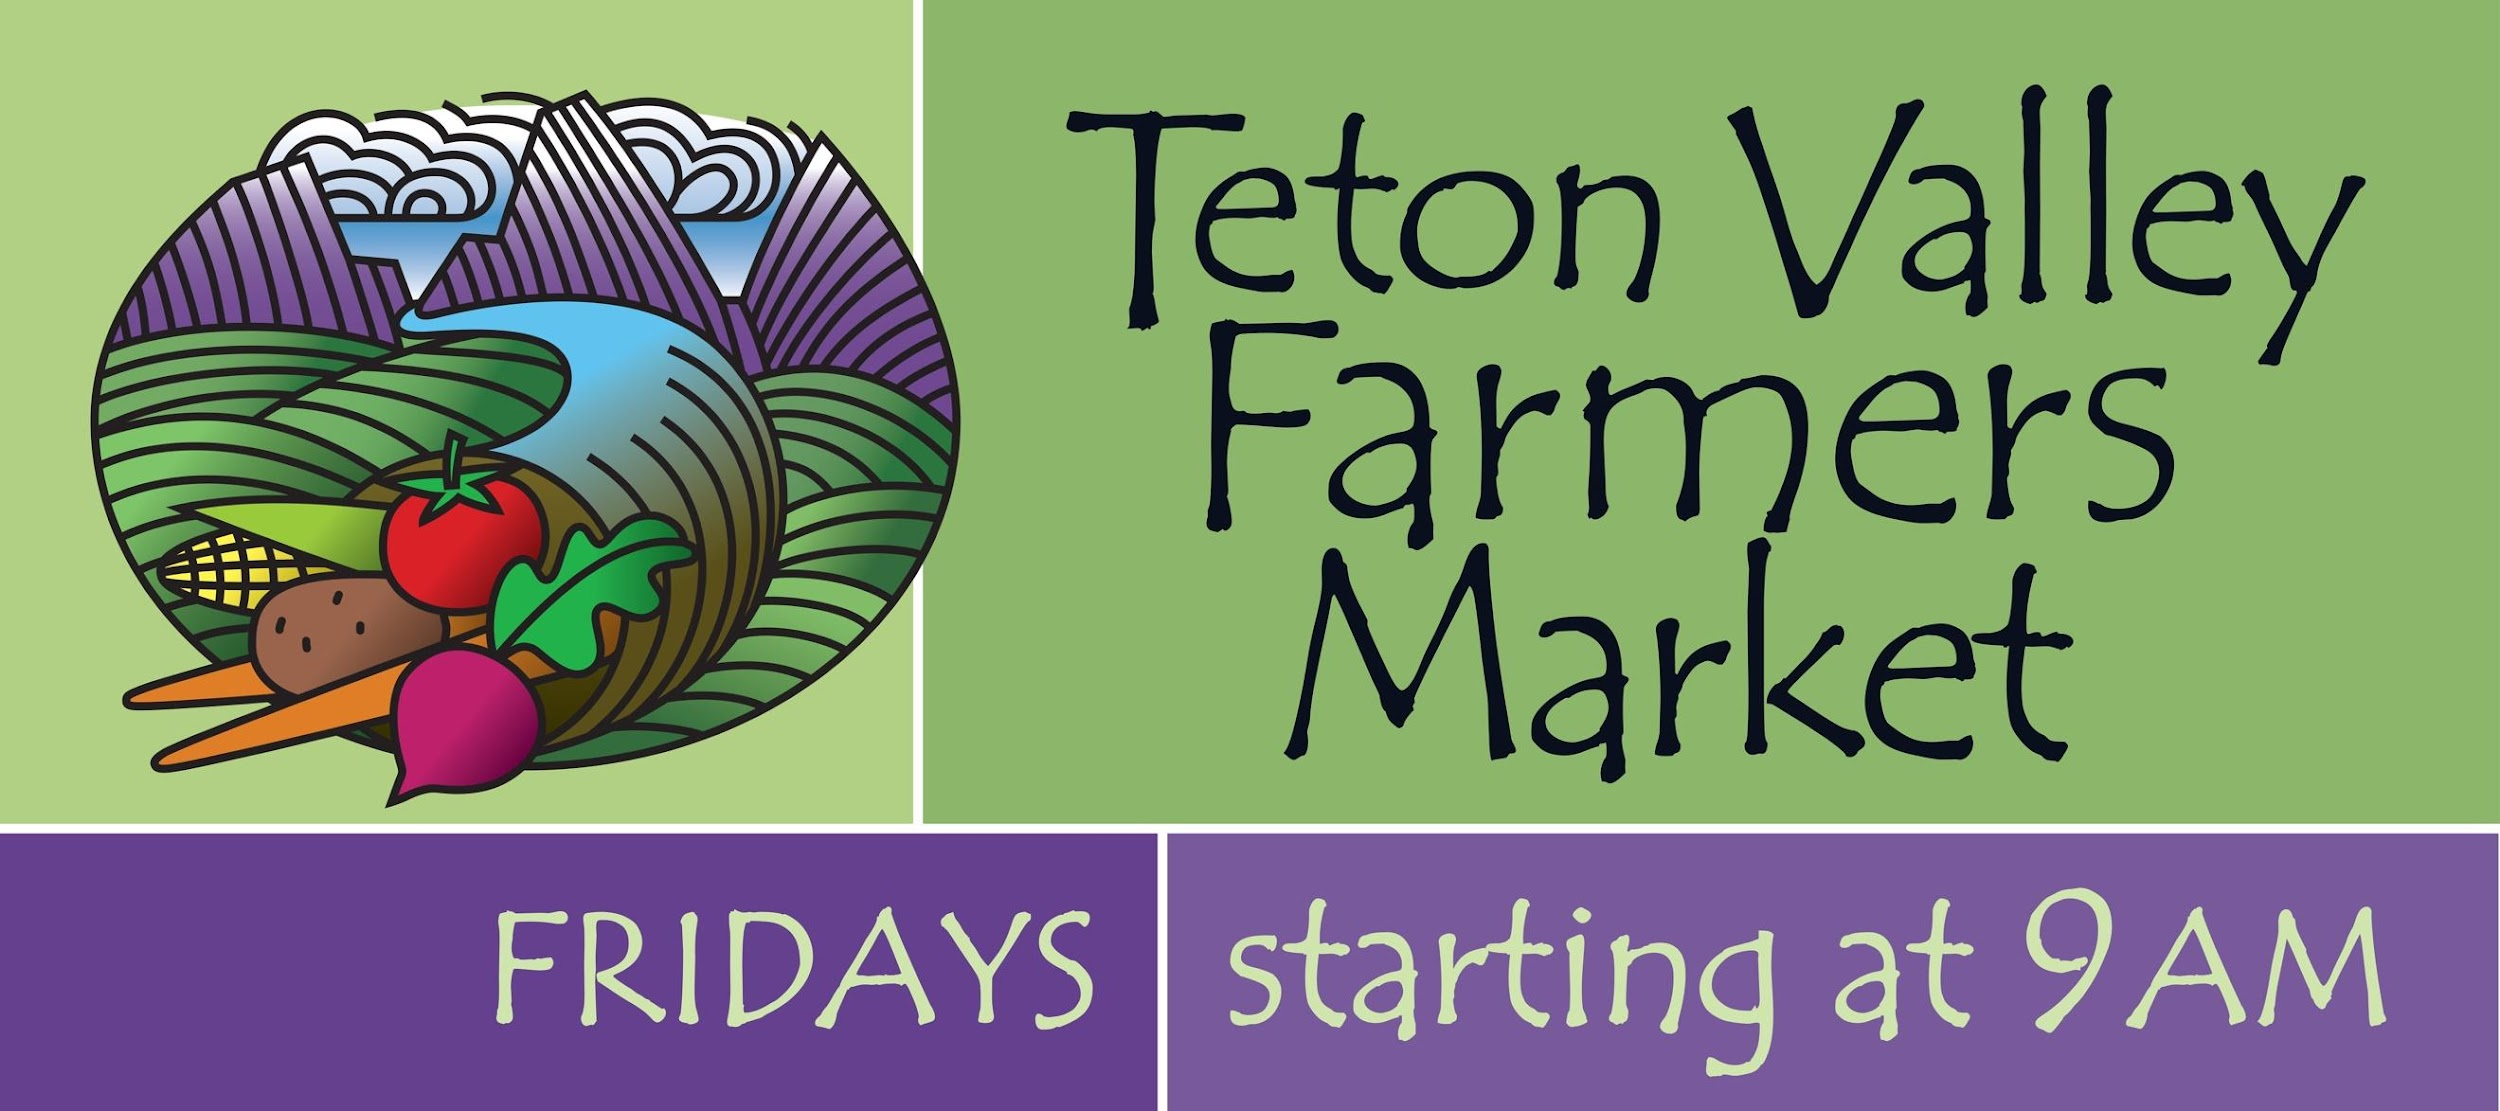 Teton Valley
Farmers
Market
FRIDAYS
starting at 9AM